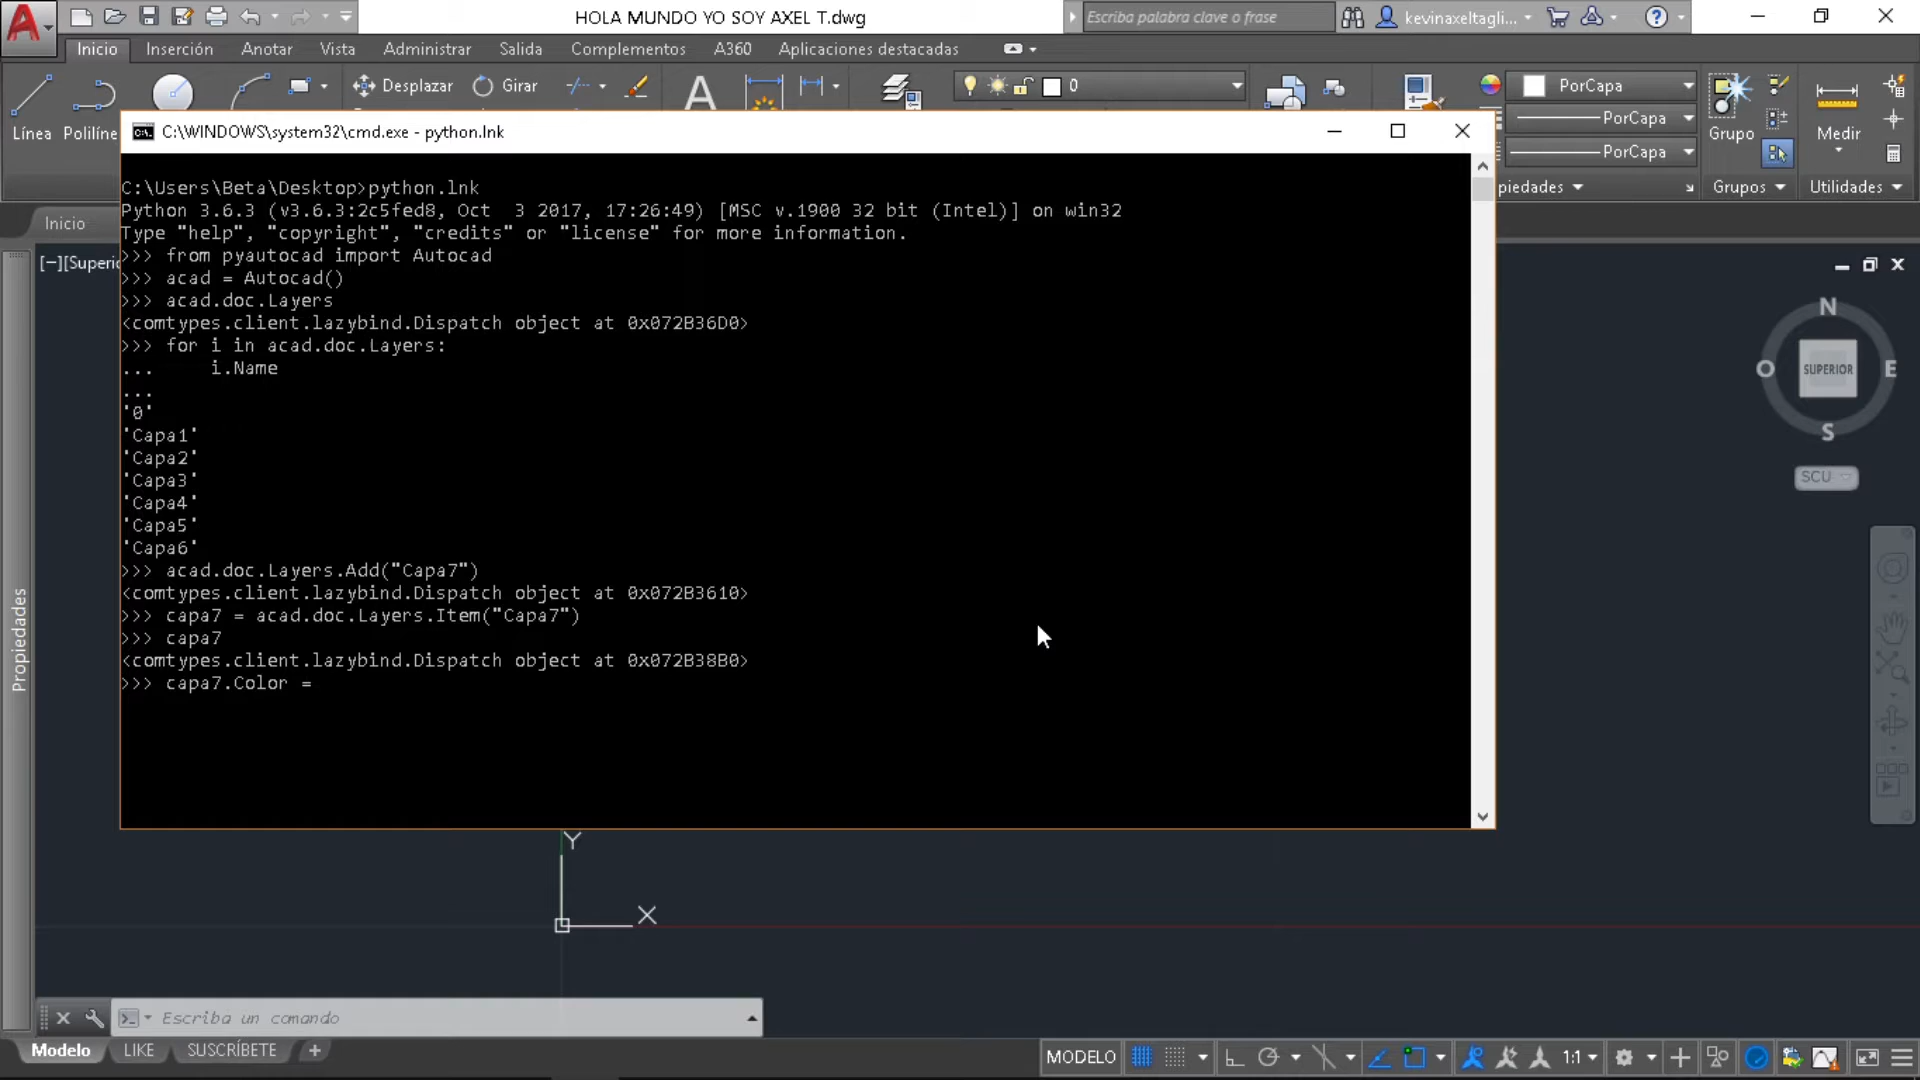 HOLA MUNDO YO SOY AXEL T.dwg
Escriba palabra clave o frase
kevinaxeltagli...
Inicio
Inserción
Anotar
Vista
Administrar
Salida
Complementos
A360
Aplicaciones destacadas
Desplazar
Girar
0
PorCapa
Línea
Polilíne
PorCapa
Grupo
Medir
PorCapa
piedades
Grupos
Utilidades
C:\WINDOWS\system32\cmd.exe - python.lnk
C:\Users\Beta\Desktop>python.lnk
Python 3.6.3 (v3.6.3:2c5fed8, Oct  3 2017, 17:26:49) [MSC v.1900 32 bit (Intel)] on win32
Type "help", "copyright", "credits" or "license" for more information.
>>> from pyautocad import Autocad
>>> acad = Autocad()
>>> acad.doc.Layers
<comtypes.client.lazybind.Dispatch object at 0x072B36D0>
>>> for i in acad.doc.Layers:
...     i.Name
...
'0'
'Capa1'
'Capa2'
'Capa3'
'Capa4'
'Capa5'
'Capa6'
>>> acad.doc.Layers.Add("Capa7")
<comtypes.client.lazybind.Dispatch object at 0x072B3610>
>>> capa7 = acad.doc.Layers.Item("Capa7")
>>> capa7
<comtypes.client.lazybind.Dispatch object at 0x072B38B0>
>>> capa7.Color =
Inicio
[−][Superio
N
O
SUPERIOR
E
S
SCU
Propiedades
Y
X
Escriba un comando
Modelo
LIKE
SUSCRÍBETE
MODELO
1:1